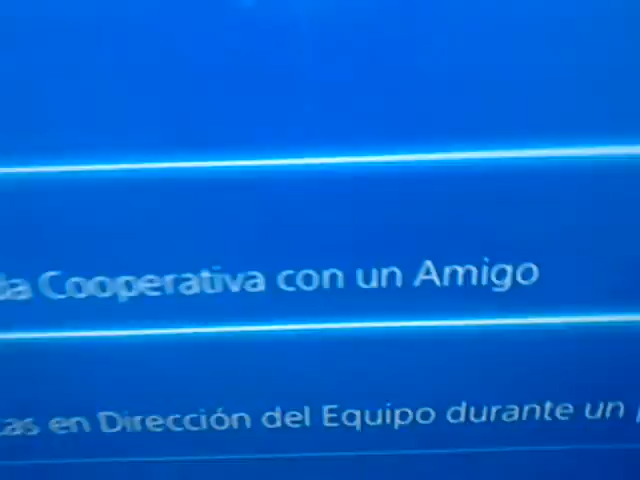 Cooperativa con un Amigo
en Dirección del Equipo durante un